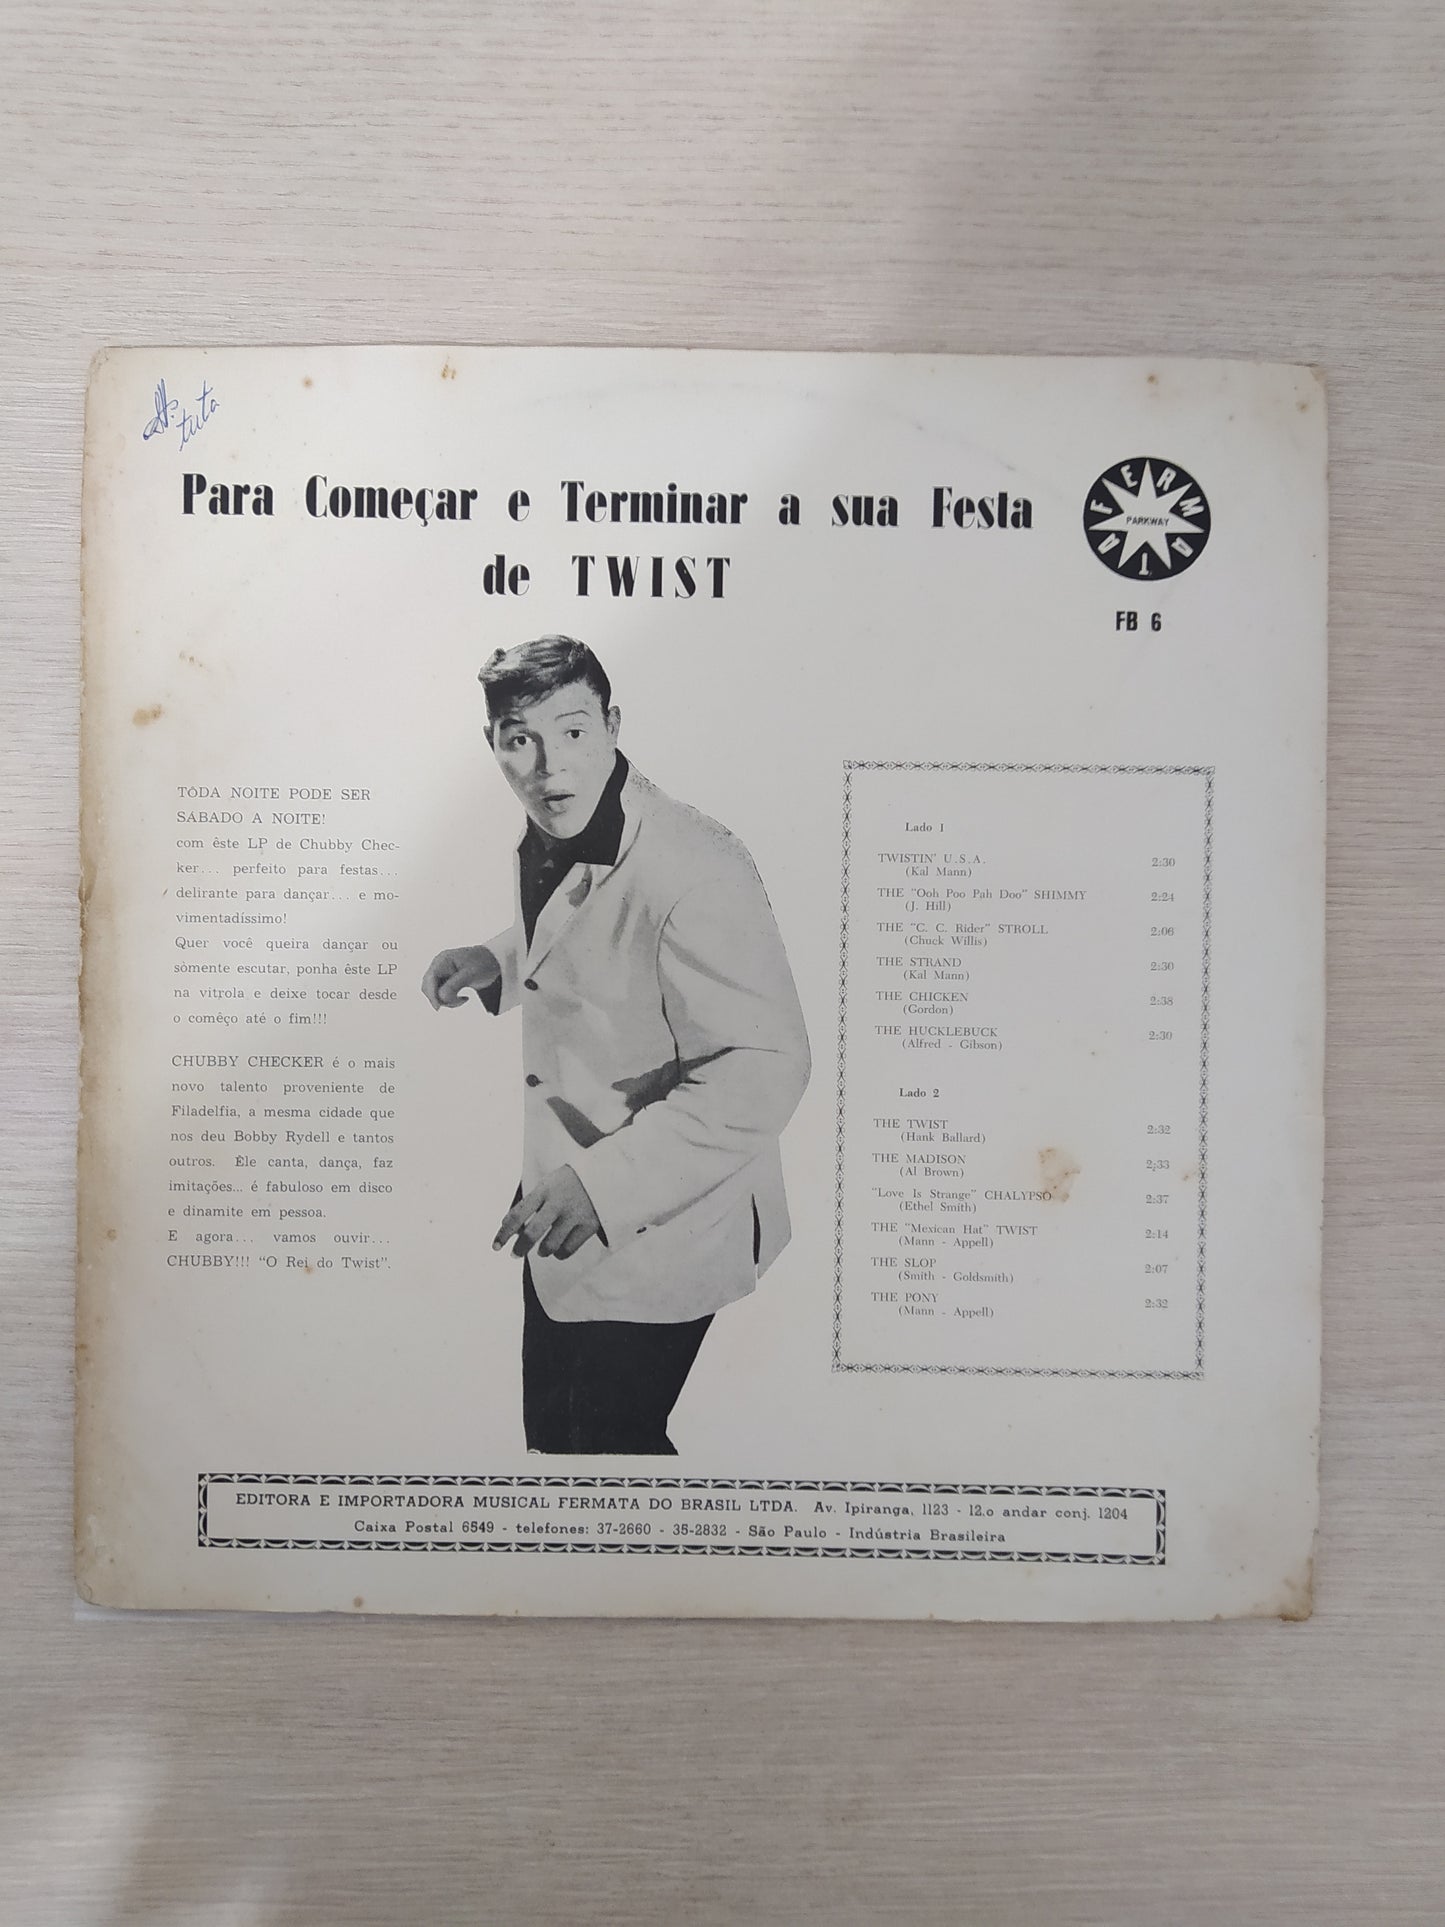 tuta
Para Começar e Terminar a sua Festa
de TWIST
FERMATA
PARKWAY
FB 6
TÔDA NOITE PODE SER
SÁBADO A NOITE!
com êste LP de Chubby Chec-
ker... perfeito para festas...
delirante para dançar... e mo-
vimentadíssimo!
Quer você queira dançar ou
sòmente escutar, ponha êste LP
na vitrola e deixe tocar desde
o comêço até o fim!!!
CHUBBY CHECKER é o mais
novo talento proveniente de
Filadelfia, a mesma cidade que
nos deu Bobby Rydell e tantos
outros. Êle canta, dança, faz
imitações... é fabuloso em disco
e dinamite em pessoa.
E agora... vamos ouvir...
CHUBBY!!! "O Rei do Twist".
Lado 1
TWISTIN' U.S.A. 2:30
(Kal Mann)
THE "Ooh Poo Pah Doo" SHIMMY 2:24
(J. Hill)
THE "C. C. Rider" STROLL 2:06
(Chuck Willis)
THE STRAND 2:30
(Kal Mann)
THE CHICKEN 2:38
(Gordon)
THE HUCKLEBUCK 2:30
(Alfred - Gibson)
Lado 2
THE TWIST 2:32
(Hank Ballard)
THE MADISON 2:33
(Al Brown)
"Love Is Strange" CHALYPSO 2:37
(Ethel Smith)
THE "Mexican Hat" TWIST 2:14
(Mann - Appell)
THE SLOP 2:07
(Smith - Goldsmith)
THE PONY 2:32
(Mann - Appell)
EDITORA E IMPORTADORA MUSICAL FERMATA DO BRASIL LTDA. Av. Ipiranga, 1123 - 12.o andar conj. 1204
Caixa Postal 6549 - telefones: 37-2660 - 35-2832 - São Paulo - Indústria Brasileira